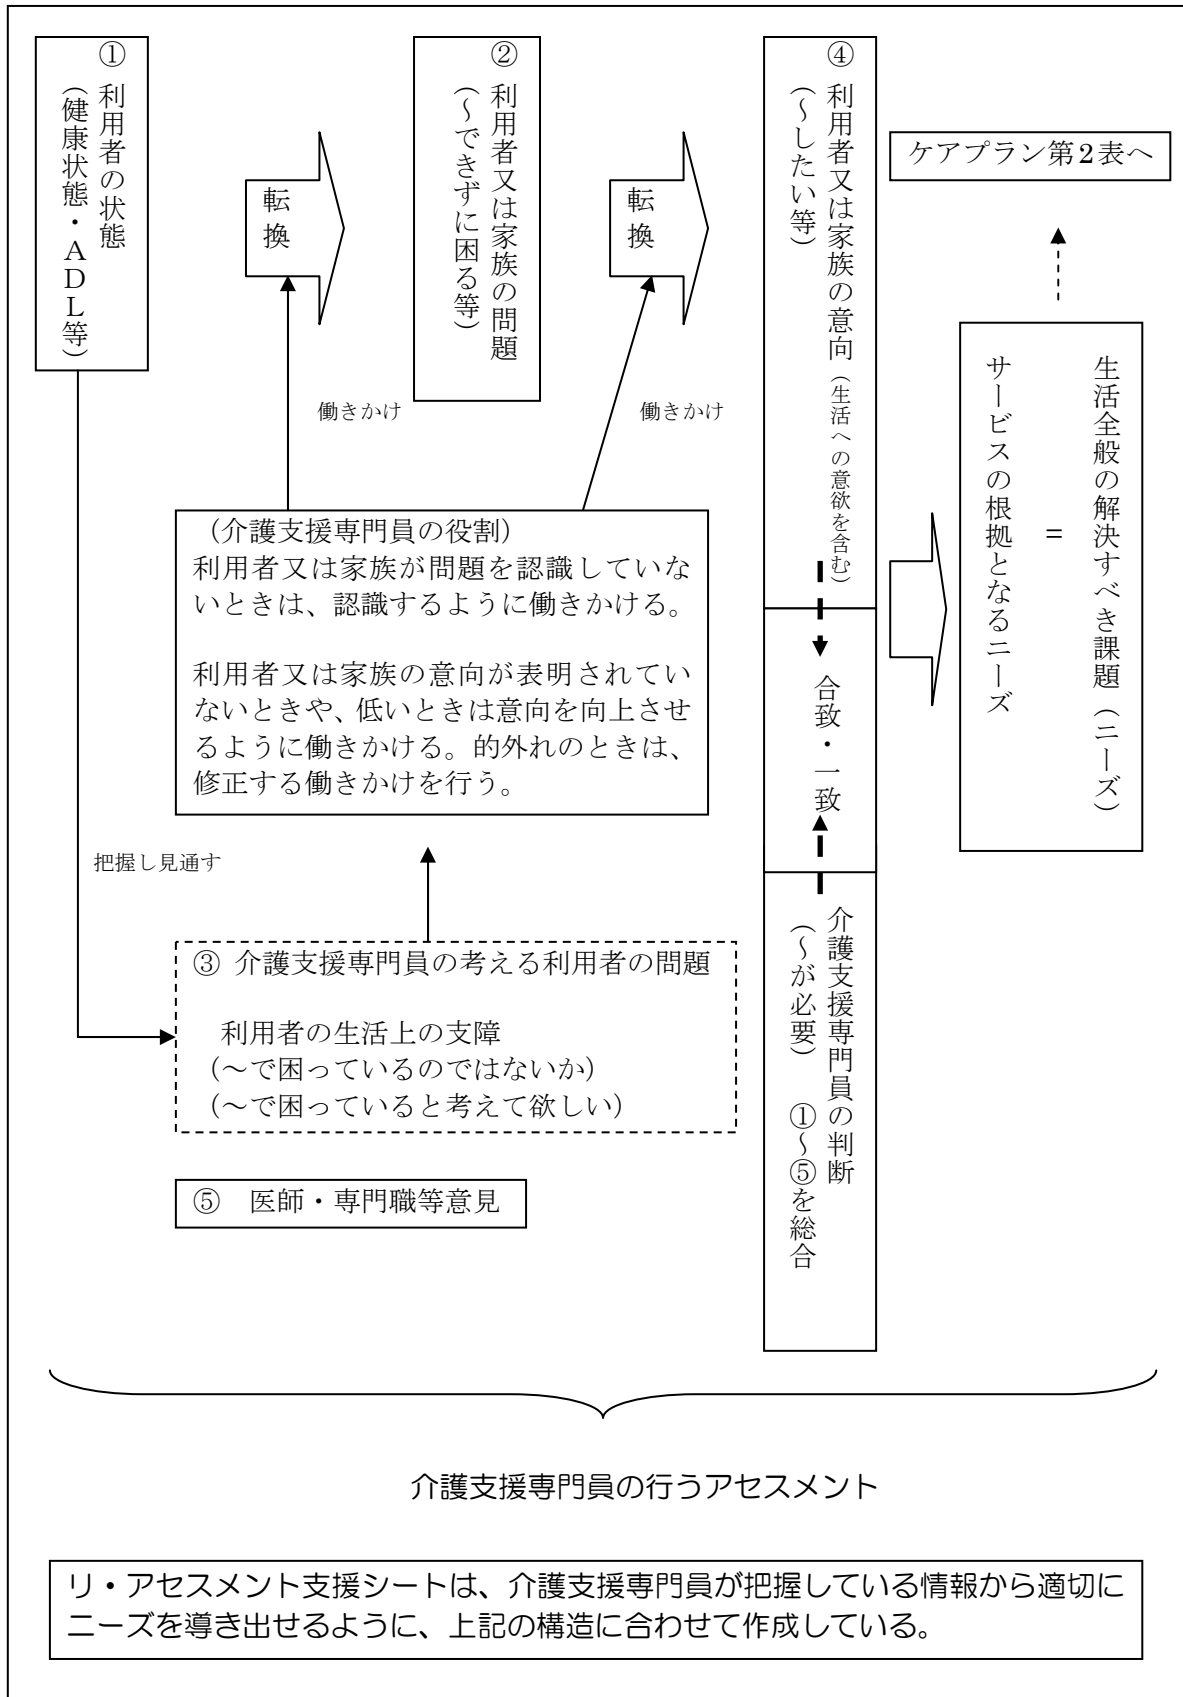 ①
利用者の状態
（健康状態・ＡＤＬ等）
転
換
②
利用者又は家族の問題
（～できずに困る等）
転
換
④
利用者又は家族の意向（生活への意欲を含む）
（～したい等）
ケアプラン第２表へ
働きかけ
働きかけ
生活全般の解決すべき課題（ニーズ）
＝
サービスの根拠となるニーズ
（介護支援専門員の役割）
利用者又は家族が問題を認識していな
いときは、認識するように働きかける。
利用者又は家族の意向が表明されてい
ないときや、低いときは意向を向上させ
るように働きかける。的外れのときは、
修正する働きかけを行う。
合致・一致
把握し見通す
③ 介護支援専門員の考える利用者の問題
利用者の生活上の支障
（～で困っているのではないか）
（～で困っていると考えて欲しい）
介護支援専門員の判断
（～が必要）　①～⑤を総合
⑤　医師・専門職等意見
介護支援専門員の行うアセスメント
リ・アセスメント支援シートは、介護支援専門員が把握している情報から適切に
ニーズを導き出せるように、上記の構造に合わせて作成している。